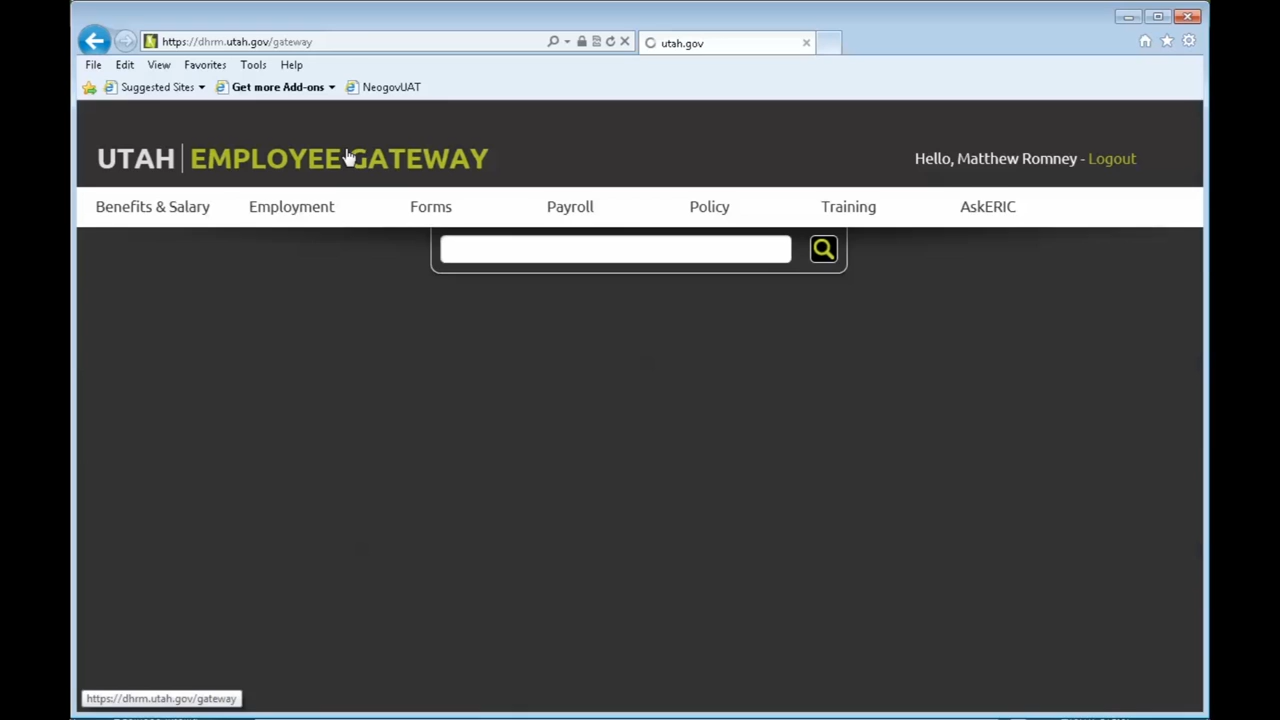 https://dhrm.utah.gov/gateway
utah.gov
File Edit View Favorites Tools Help
Suggested Sites Get more Add-ons NeogovUAT
UTAH | EMPLOYEE GATEWAY
Hello, Matthew Romney - Logout
Benefits & Salary Employment Forms Payroll Policy Training AskERIC
https://dhrm.utah.gov/gateway